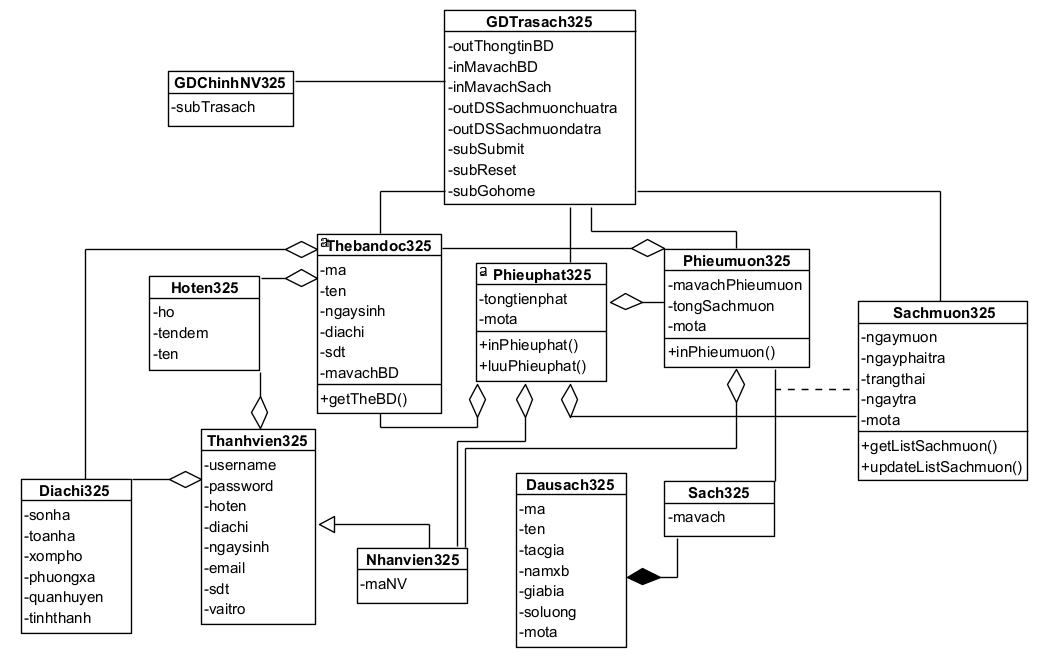 GDTrasach325
-outThongtinBD
-inMavachBD
-inMavachSach
-outDSSachmuonchuatra
-outDSSachmuondatra
-subSubmit
-subReset
-subGohome
GDChinhNV325
-subTrasach
a
Thebandoc325
-ma
-ten
-ngaysinh
-diachi
-sdt
-mavachBD
+getTheBD()
Hoten325
-ho
-tendem
-ten
a
Phieuphat325
-tongtienphat
-mota
+inPhieuphat()
+luuPhieuphat()
Phieumuon325
-mavachPhieumuon
-tongSachmuon
-mota
+inPhieumuon()
Sachmuon325
-ngaymuon
-ngayphaitra
-trangthai
-ngaytra
-mota
+getListSachmuon()
+updateListSachmuon()
Thanhvien325
-username
-password
-hoten
-diachi
-ngaysinh
-email
-sdt
-vaitro
Diachi325
-sonha
-toanha
-xompho
-phuongxa
-quanhuyen
-tinhthanh
Nhanvien325
-maNV
Dausach325
-ma
-ten
-tacgia
-namxb
-giabia
-soluong
-mota
Sach325
-mavach